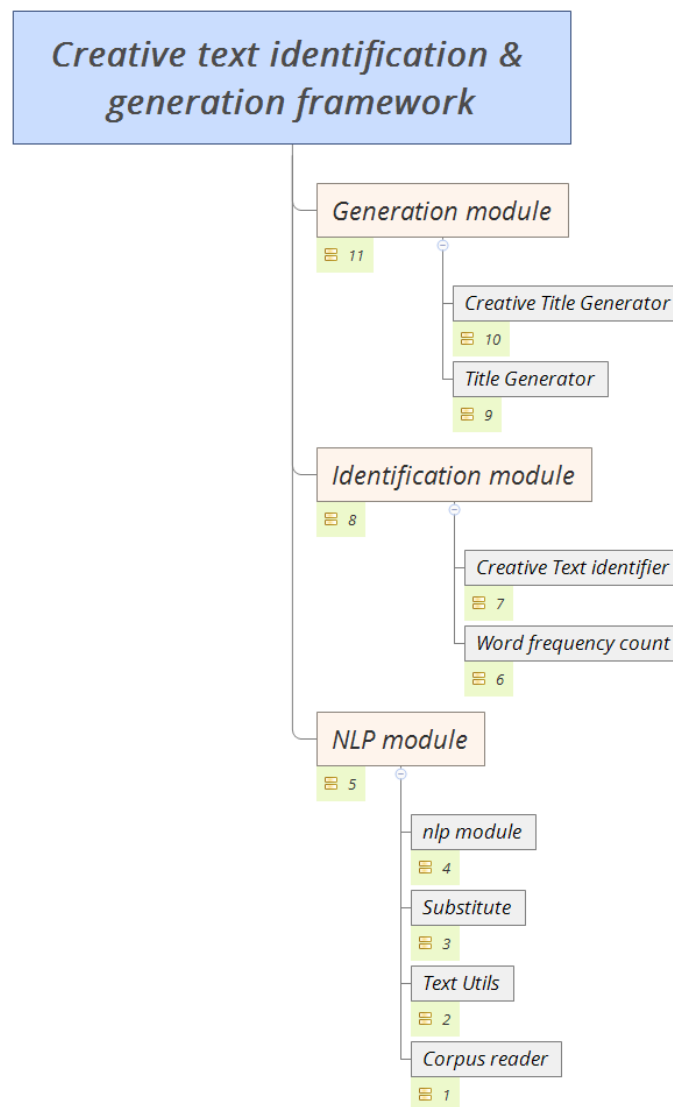 Creative text identification &
generation framework
Generation module
11
Creative Title Generator
10
Title Generator
9
Identification module
8
Creative Text identifier
7
Word frequency count
6
NLP module
5
nlp module
4
Substitute
3
Text Utils
2
Corpus reader
1